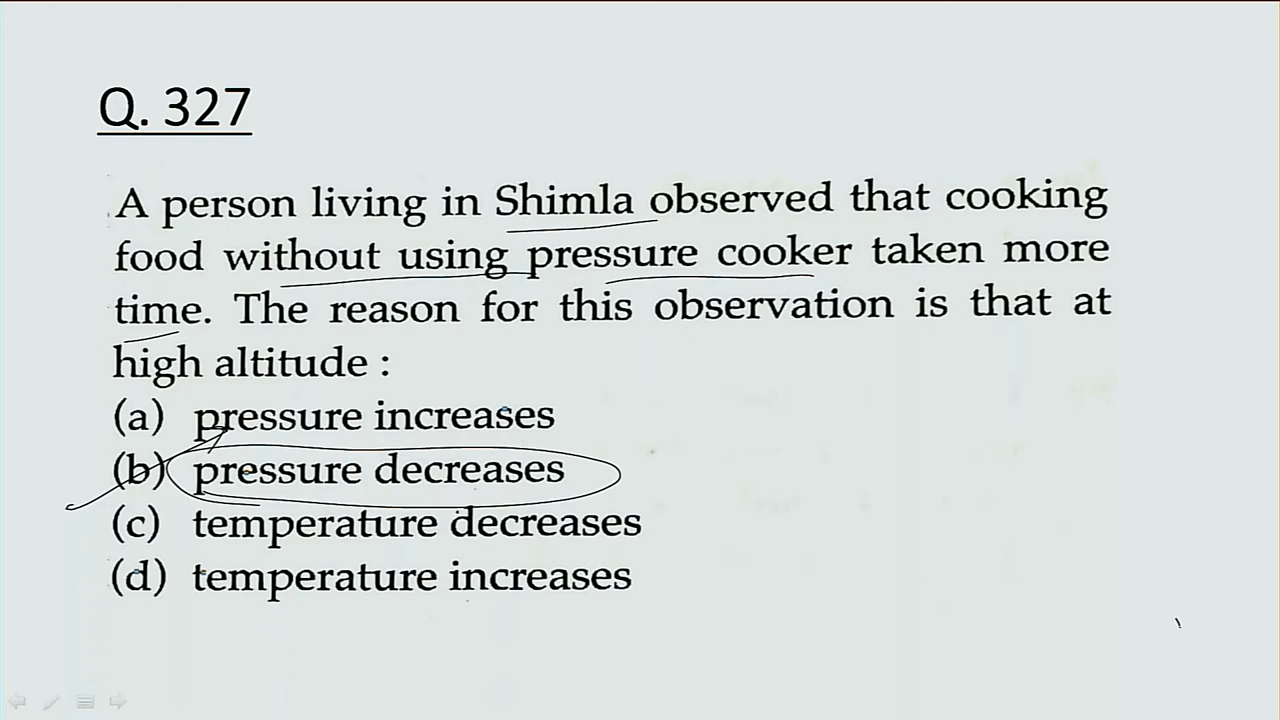 Q. 327
A person living in Shimla observed that cooking
food without using pressure cooker taken more
time. The reason for this observation is that at
high altitude :
(a) pressure increases
(b) pressure decreases
(c) temperature decreases
(d) temperature increases